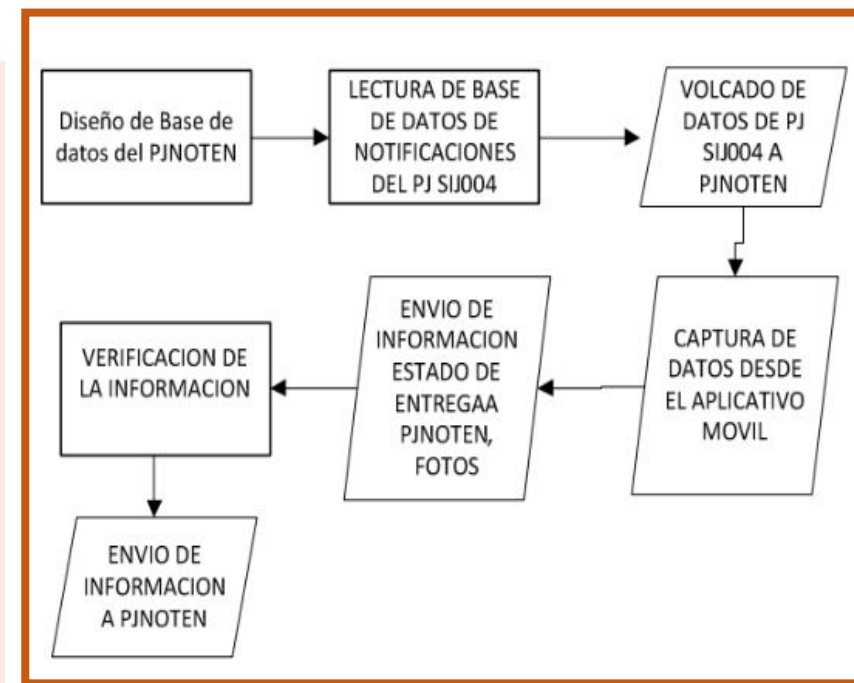 Diseño de Base de
datos del PJNOTEN
LECTURA DE BASE
DE DATOS DE
NOTIFICACIONES
DEL PJ SIJ004
VOLCADO DE
DATOS DE PJ
SIJ004 A
PJNOTEN
CAPTURA DE
DATOS DESDE
EL APLICATIVO
MOVIL
ENVIO DE
INFORMACION
ESTADO DE
ENTREGAA
PJNOTEN,
FOTOS
VERIFICACION DE
LA INFORMACION
ENVIO DE
INFORMACION
A PJNOTEN